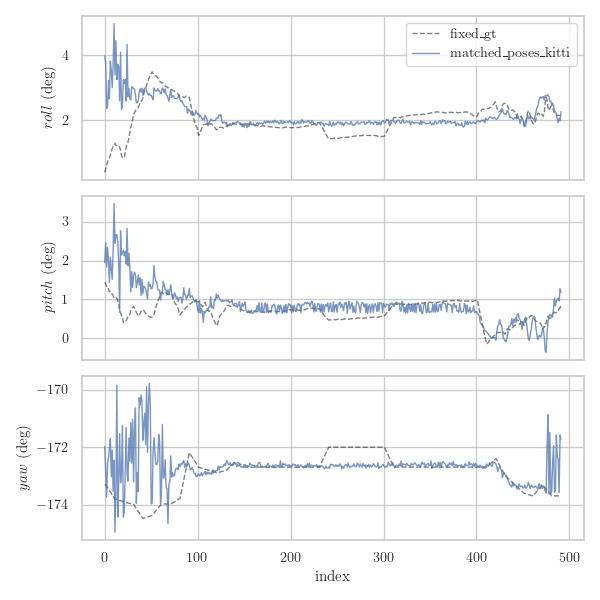 fixed_gt
matched_poses_kitti
4
2
roll (deg)
3
2
1
0
pitch (deg)
−170
−172
−174
yaw (deg)
0 100 200 300 400 500
index